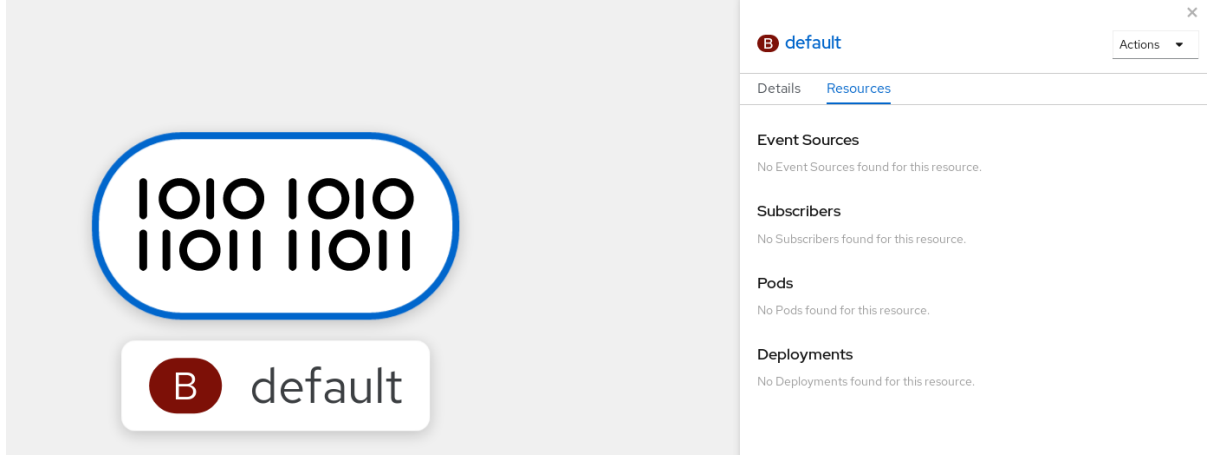 1010 1010
11011 11011
B default
×
B default
Actions
Details Resources
Event Sources
No Event Sources found for this resource.
Subscribers
No Subscribers found for this resource.
Pods
No Pods found for this resource.
Deployments
No Deployments found for this resource.